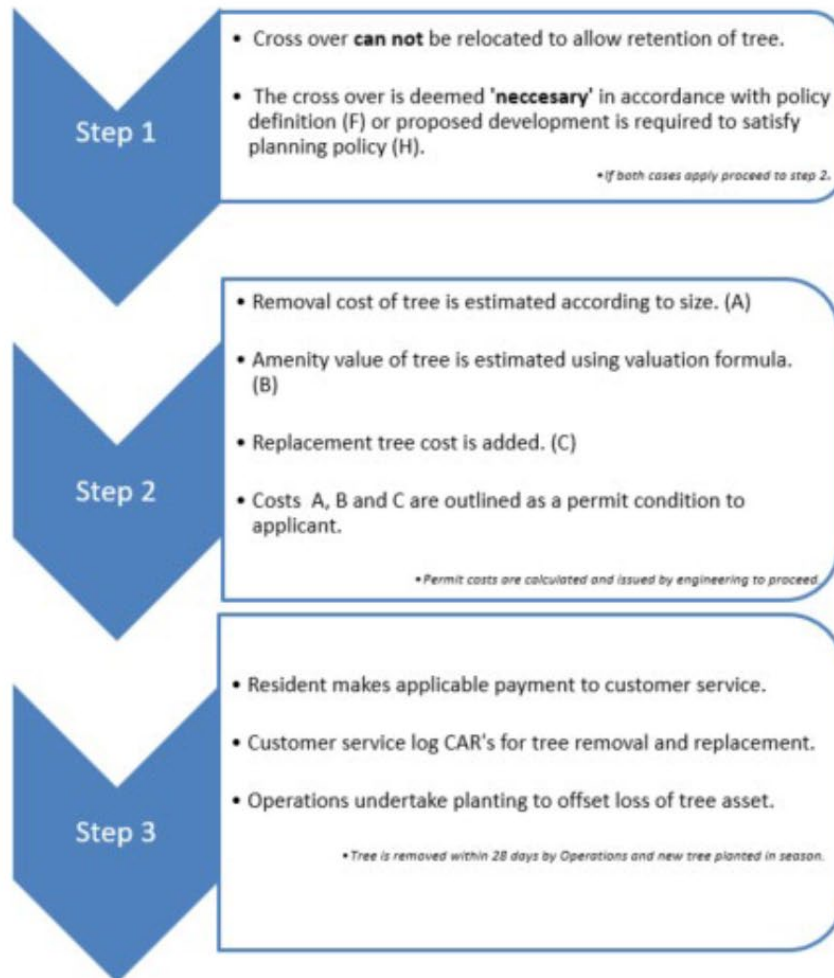 Step 1
• Cross over can not be relocated to allow retention of tree.
• The cross over is deemed 'neccesary' in accordance with policy
definition (F) or proposed development is required to satisfy
planning policy (H).
•If both cases apply proceed to step 2.
Step 2
• Removal cost of tree is estimated according to size. (A)
• Amenity value of tree is estimated using valuation formula.
(B)
• Replacement tree cost is added. (C)
• Costs A, B and C are outlined as a permit condition to
applicant.
•Permit costs are calculated and issued by engineering to proceed.
Step 3
• Resident makes applicable payment to customer service.
• Customer service log CAR's for tree removal and replacement.
• Operations undertake planting to offset loss of tree asset.
•Tree is removed within 28 days by Operations and new tree planted in season.